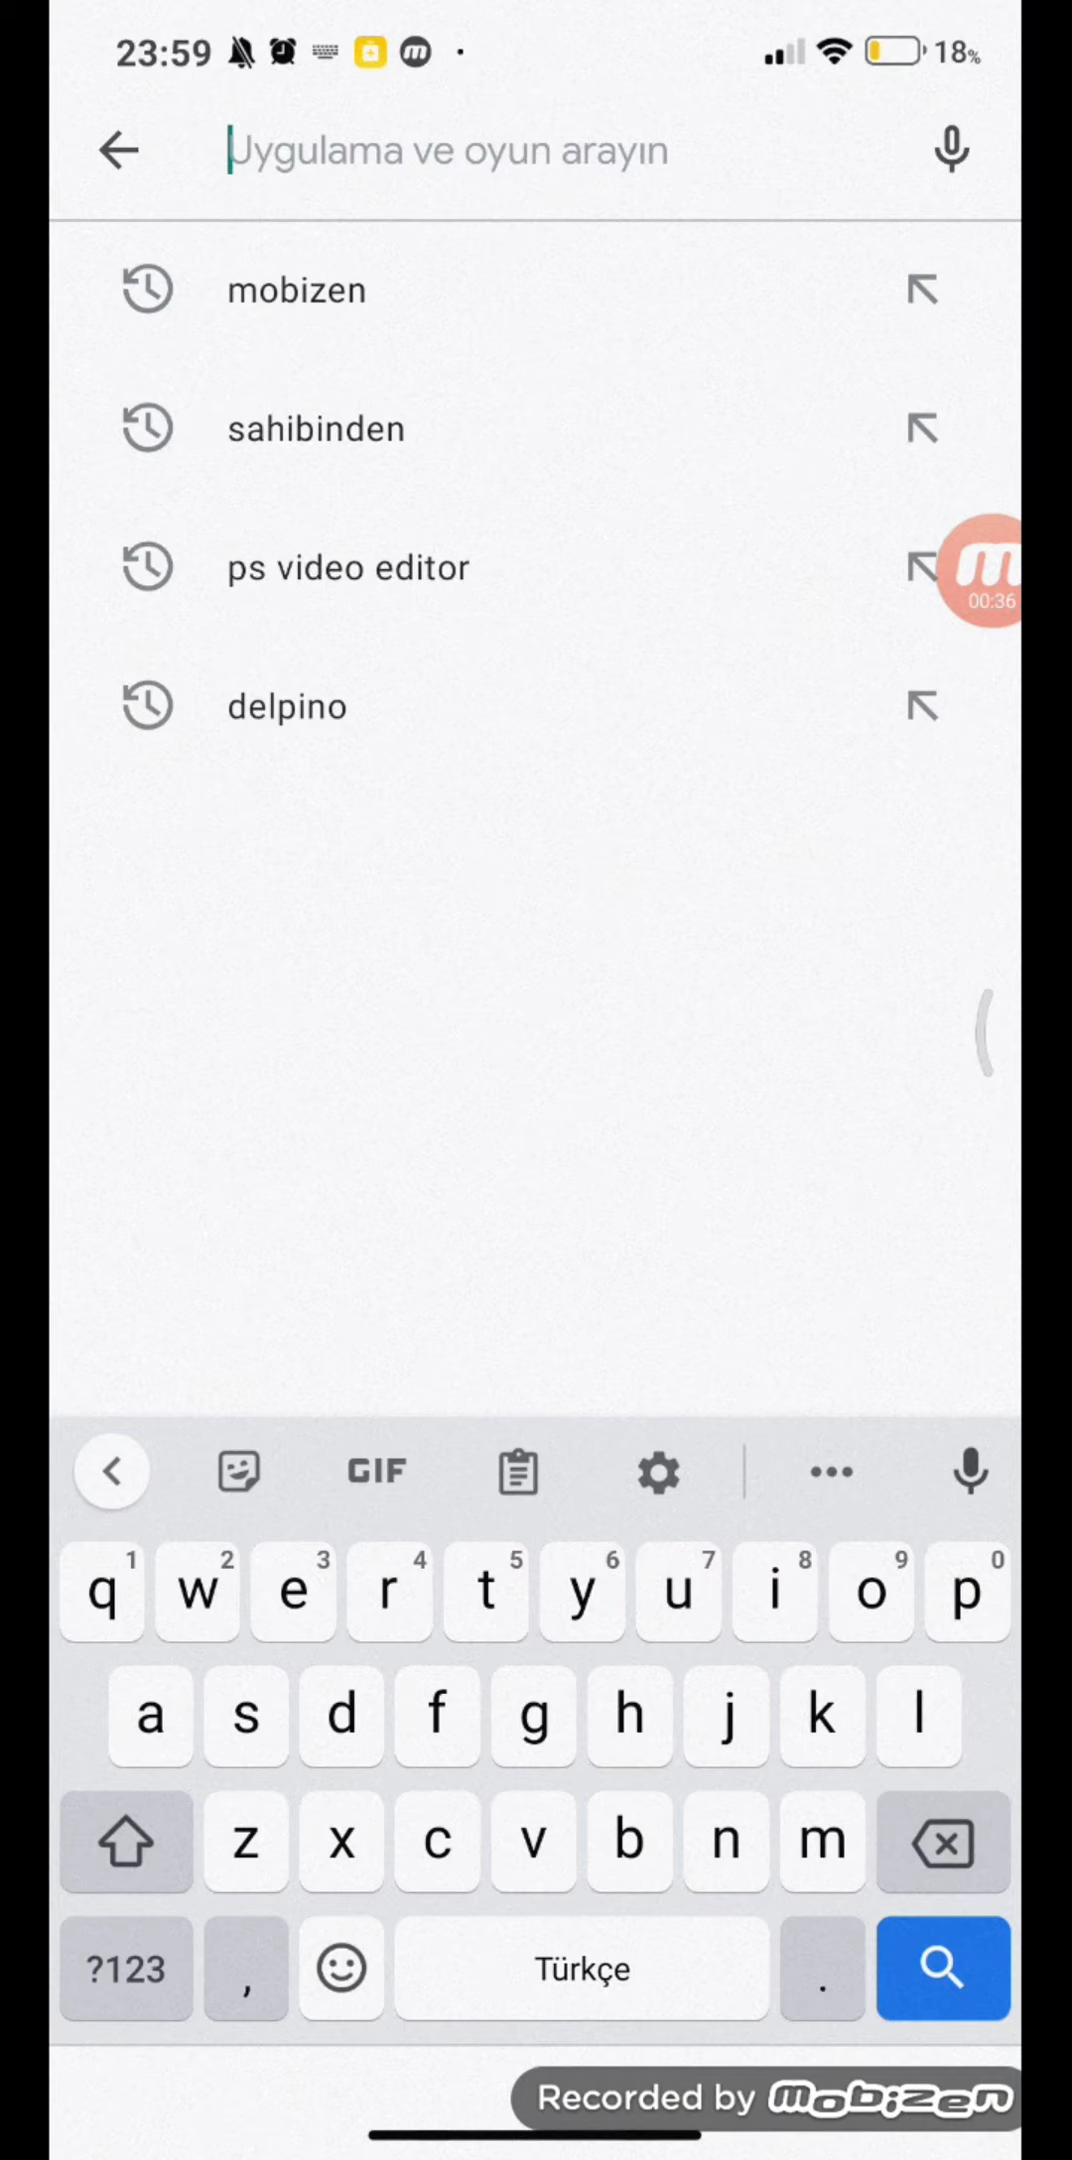 23:59 18%
Uygulama ve oyun arayın
mobizen
sahibinden
ps video editor
00:36
delpino
GIF
1 2 3 4 5 6 7 8 9 0
q w e r t y u i o p
a s d f g h j k l
z x c v b n m
?123 , Türkçe .
Recorded by mobizen